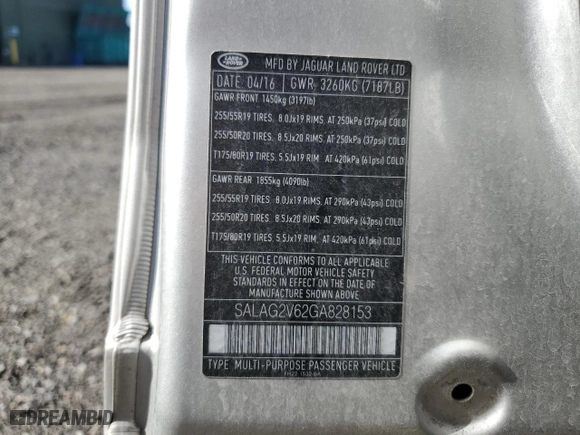 LAND ROVER
MFD BY JAGUAR LAND ROVER LTD
DATE 04/16 GWR 3260KG (7187LB)
GAWR FRONT 1450kg (3197lb)
255/55R19 TIRES 8.0Jx19 RIMS. AT 250kPa (37psi) COLD
255/50R20 TIRES 8.5Jx20 RIMS. AT 250kPa (37psi) COLD
T175/80R19 TIRES 5.5Jx19 RIM. AT 420kPa (61psi) COLD
GAWR REAR 1855kg (4090lb)
255/55R19 TIRES 8.0Jx19 RIMS. AT 290kPa (43psi) COLD
255/50R20 TIRES 8.5Jx20 RIMS. AT 290kPa (43psi) COLD
T175/80R19 TIRES 5.5Jx19 RIM. AT 420kPa (61psi) COLD
THIS VEHICLE CONFORMS TO ALL APPLICABLE
U.S. FEDERAL MOTOR VEHICLE SAFETY
STANDARDS IN EFFECT ON THE DATE OF
MANUFACTURE SHOWN ABOVE.
SALAG2V62GA828153
TYPE MULTI-PURPOSE PASSENGER VEHICLE
DREAMBID